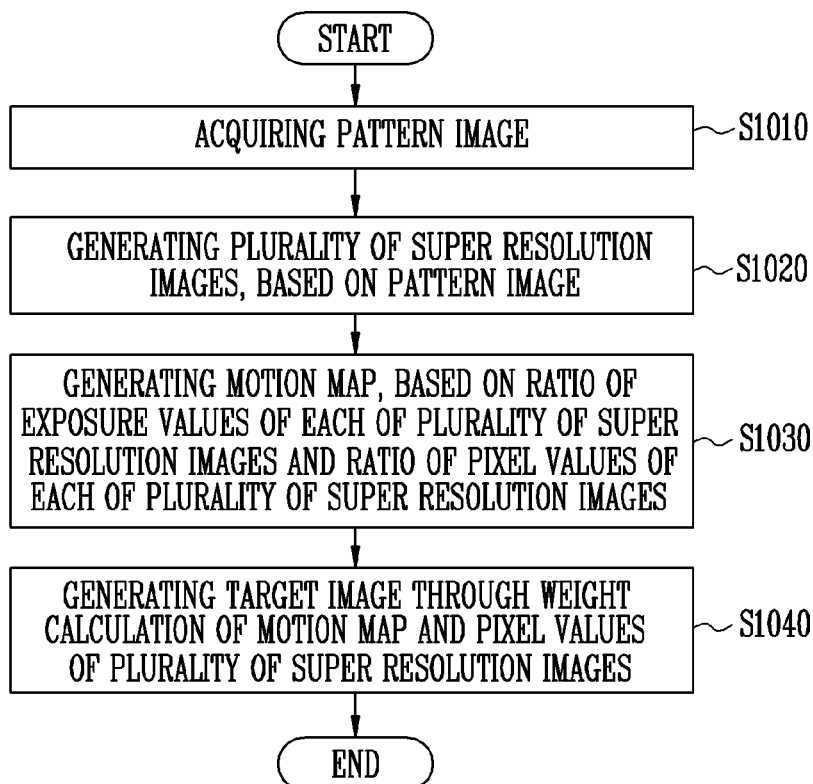 START
ACQUIRING PATTERN IMAGE
S1010
GENERATING PLURALITY OF SUPER RESOLUTION
IMAGES, BASED ON PATTERN IMAGE
S1020
GENERATING MOTION MAP, BASED ON RATIO OF
EXPOSURE VALUES OF EACH OF PLURALITY OF SUPER
RESOLUTION IMAGES AND RATIO OF PIXEL VALUES OF
EACH OF PLURALITY OF SUPER RESOLUTION IMAGES
S1030
GENERATING TARGET IMAGE THROUGH WEIGHT
CALCULATION OF MOTION MAP AND PIXEL VALUES
OF PLURALITY OF SUPER RESOLUTION IMAGES
S1040
END